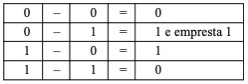 0 – 0 = 0
0 – 1 = 1 e empresta 1
1 – 0 = 1
1 – 1 = 0